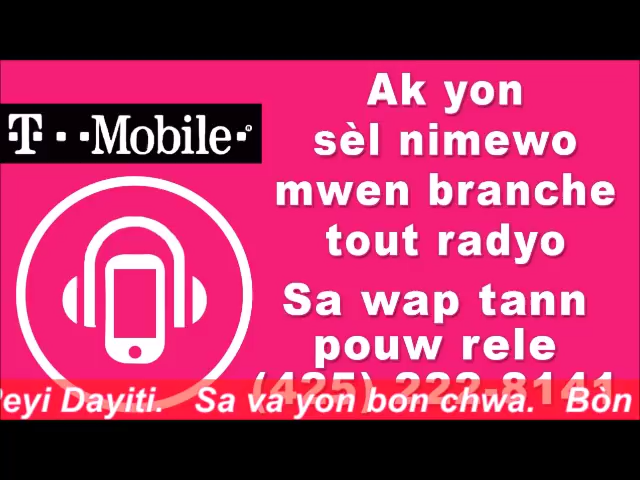 T··Mobile·
Ak yon
sèl nimewo
mwen branche
tout radyo
Sa wap tann
pouw rele
(425) 222-8141
Peyi Dayiti. Sa va yon bon chwa. Bòn